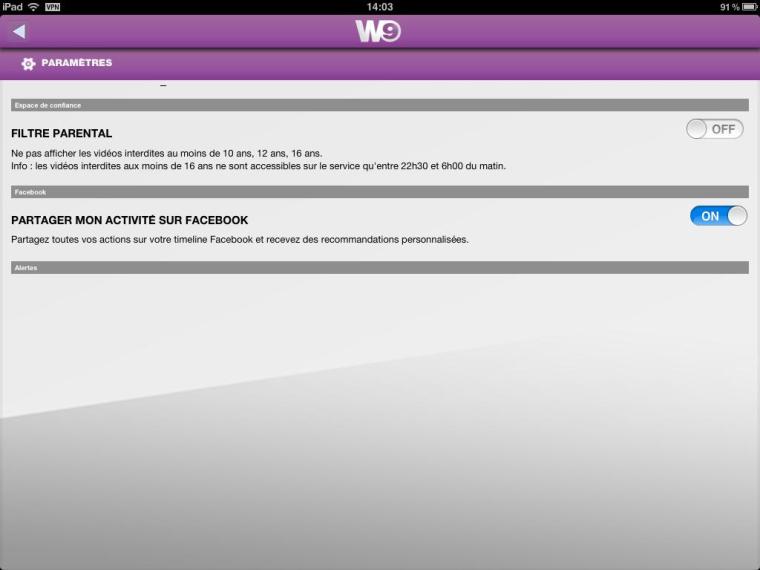 iPad VPN 14:03 91 %
W9
PARAMÈTRES
Espace de confiance
FILTRE PARENTAL OFF
Ne pas afficher les vidéos interdites au moins de 10 ans, 12 ans, 16 ans.
Info : les vidéos interdites aux moins de 16 ans ne sont accessibles sur le service qu'entre 22h30 et 6h00 du matin.
Facebook
PARTAGER MON ACTIVITÉ SUR FACEBOOK ON
Partagez toutes vos actions sur votre timeline Facebook et recevez des recommandations personnalisées.
Alertes